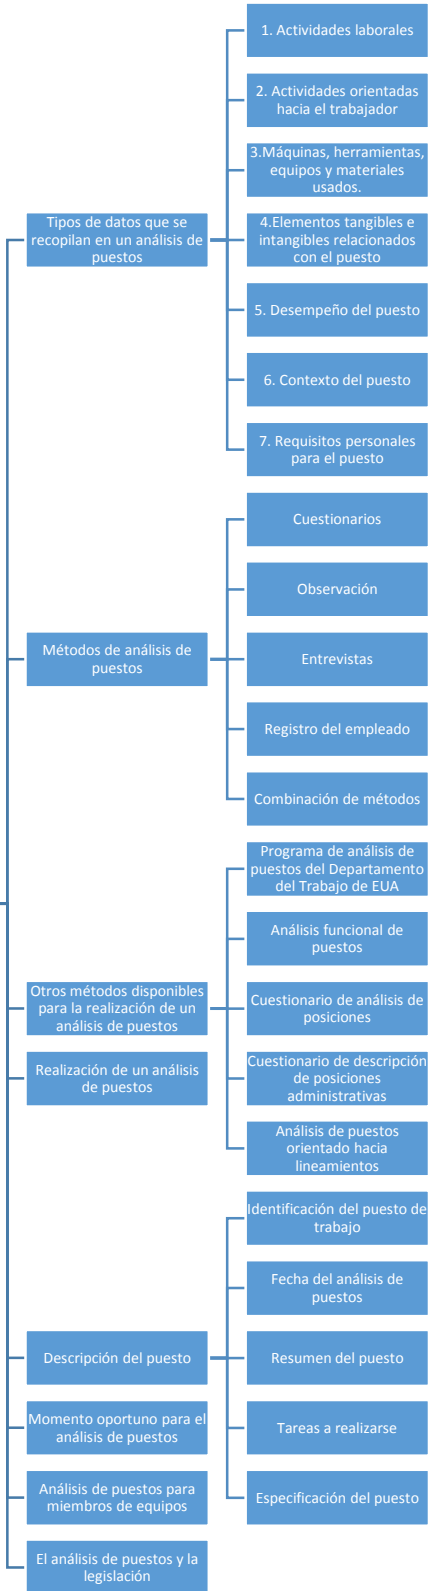 Tipos de datos que se
recopilan en un análisis de
puestos
1. Actividades laborales
2. Actividades orientadas
hacia el trabajador
3.Máquinas, herramientas,
equipos y materiales
usados.
4.Elementos tangibles e
intangibles relacionados
con el puesto
5. Desempeño del puesto
6. Contexto del puesto
7. Requisitos personales
para el puesto
Métodos de análisis de
puestos
Cuestionarios
Observación
Entrevistas
Registro del empleado
Combinación de métodos
Otros métodos disponibles
para la realización de un
análisis de puestos
Programa de análisis de
puestos del Departamento
del Trabajo de EUA
Análisis funcional de
puestos
Cuestionario de análisis de
posiciones
Cuestionario de descripción
de posiciones
administrativas
Análisis de puestos
orientado hacia
lineamientos
Realización de un análisis
de puestos
Descripción del puesto
Identificación del puesto de
trabajo
Fecha del análisis de
puestos
Resumen del puesto
Tareas a realizarse
Especificación del puesto
Momento oportuno para el
análisis de puestos
Análisis de puestos para
miembros de equipos
El análisis de puestos y la
legislación